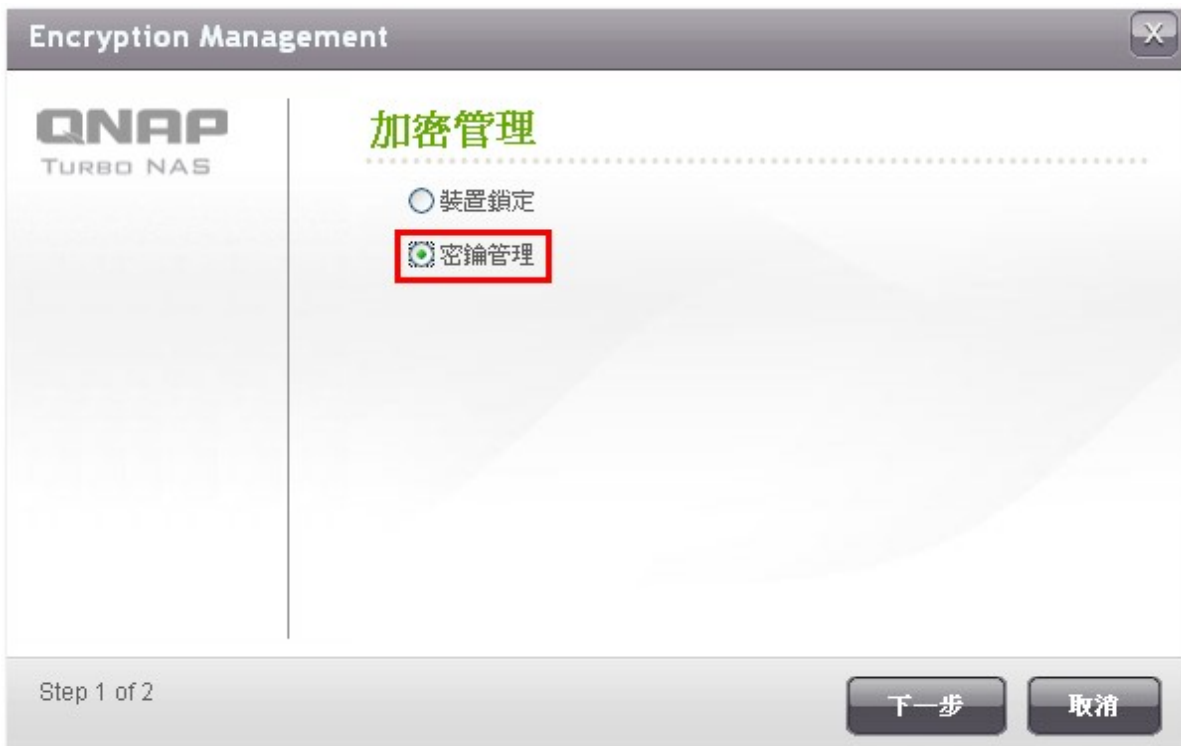 Encryption Management
X
QNAP
TURBO NAS
加密管理
裝置鎖定
密鑰管理
Step 1 of 2
下一步
取消